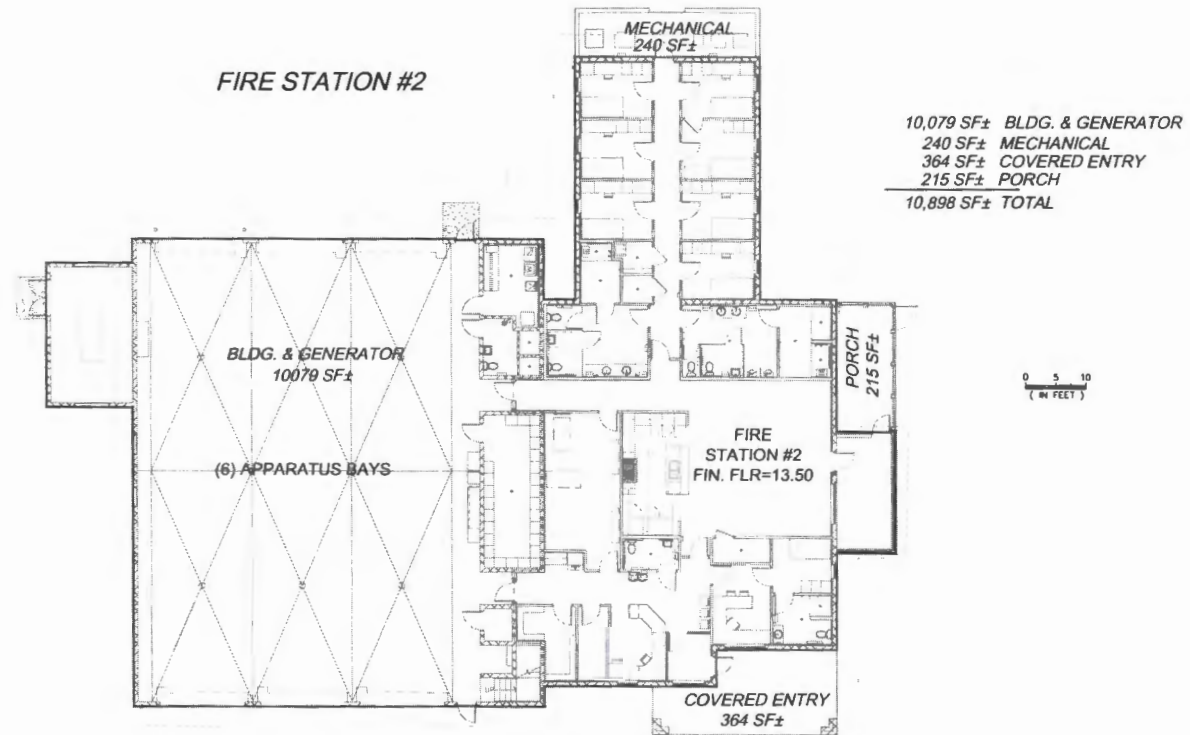 MECHANICAL
240 SF±
FIRE STATION #2
10,079 SF± BLDG. & GENERATOR
240 SF± MECHANICAL
364 SF± COVERED ENTRY
215 SF± PORCH
10,898 SF± TOTAL
BLDG. & GENERATOR
10079 SF±
PORCH
215 SF±
0 5 10
( IN FEET )
(6) APPARATUS BAYS
FIRE
STATION #2
FIN. FLR=13.50
COVERED ENTRY
364 SF±